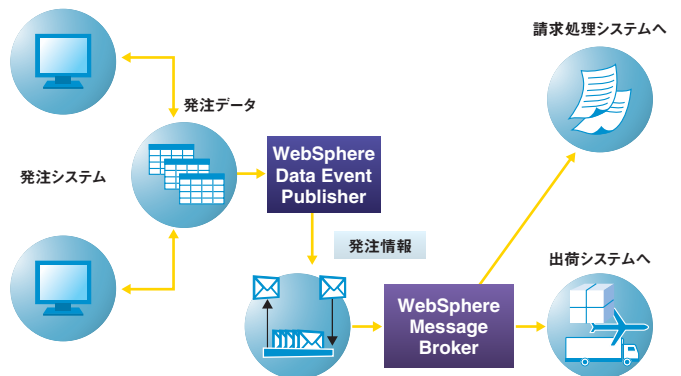 請求処理システムへ
発注データ
WebSphere
Data Event
Publisher
発注システム
発注情報
出荷システムへ
WebSphere
Message
Broker